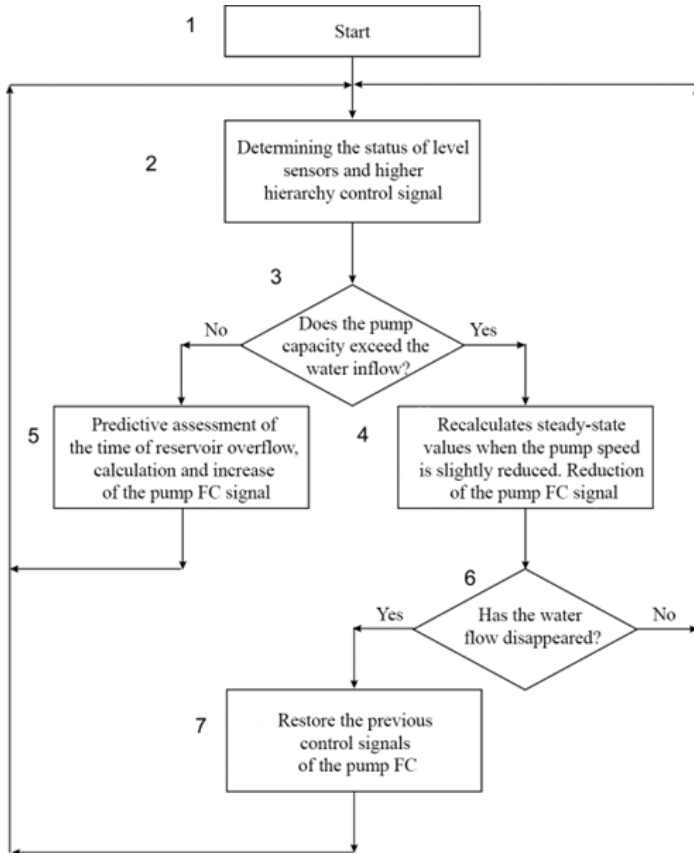 1
Start
2
Determining the status of level
sensors and higher
hierarchy control signal
3
Does the pump
capacity exceed the
water inflow?
No
Yes
5
Predictive assessment of
the time of reservoir overflow,
calculation and increase
of the pump FC signal
4
Recalculates steady-state
values when the pump speed
is slightly reduced. Reduction
of the pump FC signal
6
Has the water
flow disappeared?
Yes
No
7
Restore the previous
control signals
of the pump FC